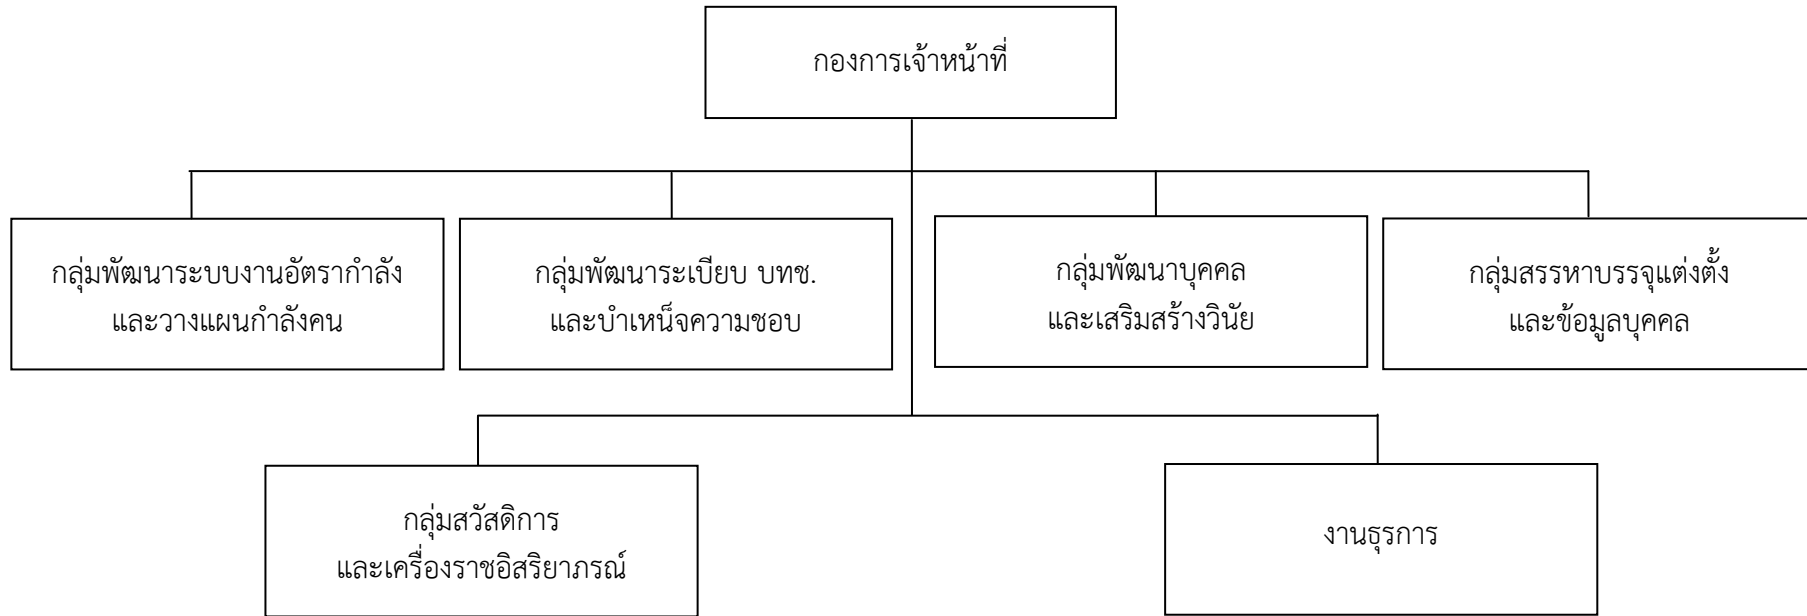 กองการเจ้าหน้าที่
กลุ่มพัฒนาระบบงานอัตรากำลัง
และวางแผนกำลังคน
กลุ่มพัฒนาระเบียบ บทช.
และบำเหน็จความชอบ
กลุ่มพัฒนาบุคคล
และเสริมสร้างวินัย
กลุ่มสรรหาบรรจุแต่งตั้ง
และข้อมูลบุคคล
กลุ่มสวัสดิการ
และเครื่องราชอิสริยาภรณ์
งานธุรการ